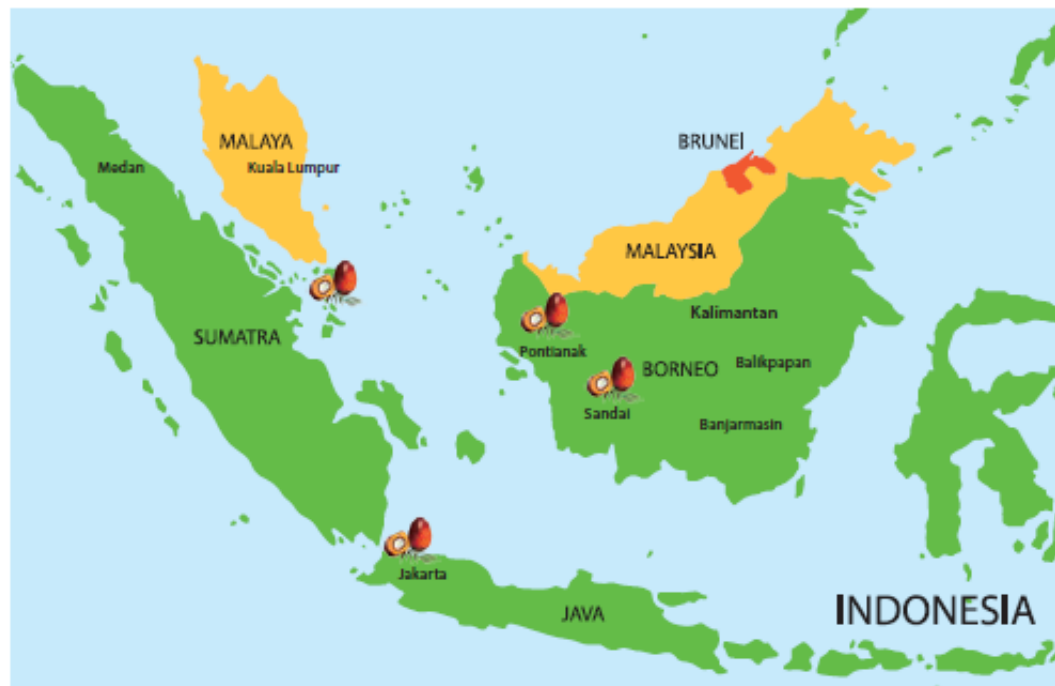 MALAYA
BRUNEI
Medan
Kuala Lumpur
MALAYSIA
Kalimantan
SUMATRA
Pontianak
BORNEO
Balikpapan
Sandai
Banjarmasin
Jakarta
JAVA
INDONESIA